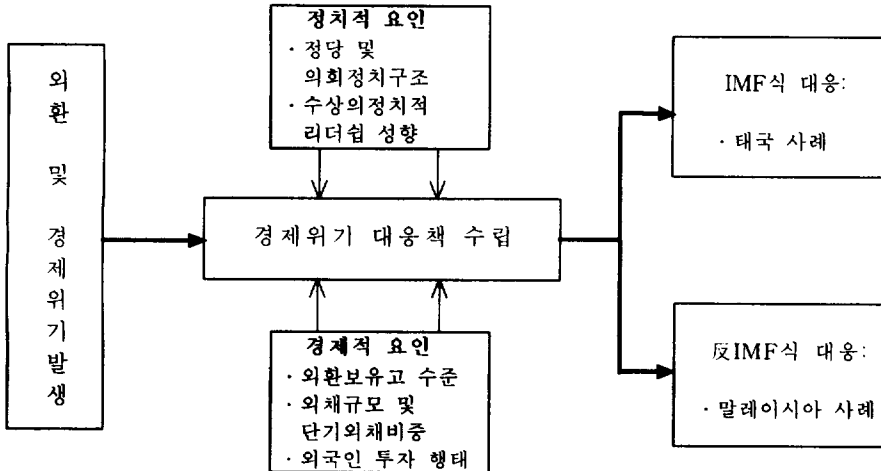 외
환
및
경
제
위
기
발
생
정치적 요인
· 정당 및
의회정치구조
· 수상의정치적
리더쉽 성향
경제위기 대응책 수립
경제적 요인
· 외환보유고 수준
· 외채규모 및
단기외채비중
· 외국인 투자 행태
IMF식 대응:
· 태국 사례
反IMF식 대응:
· 말레이시아 사례